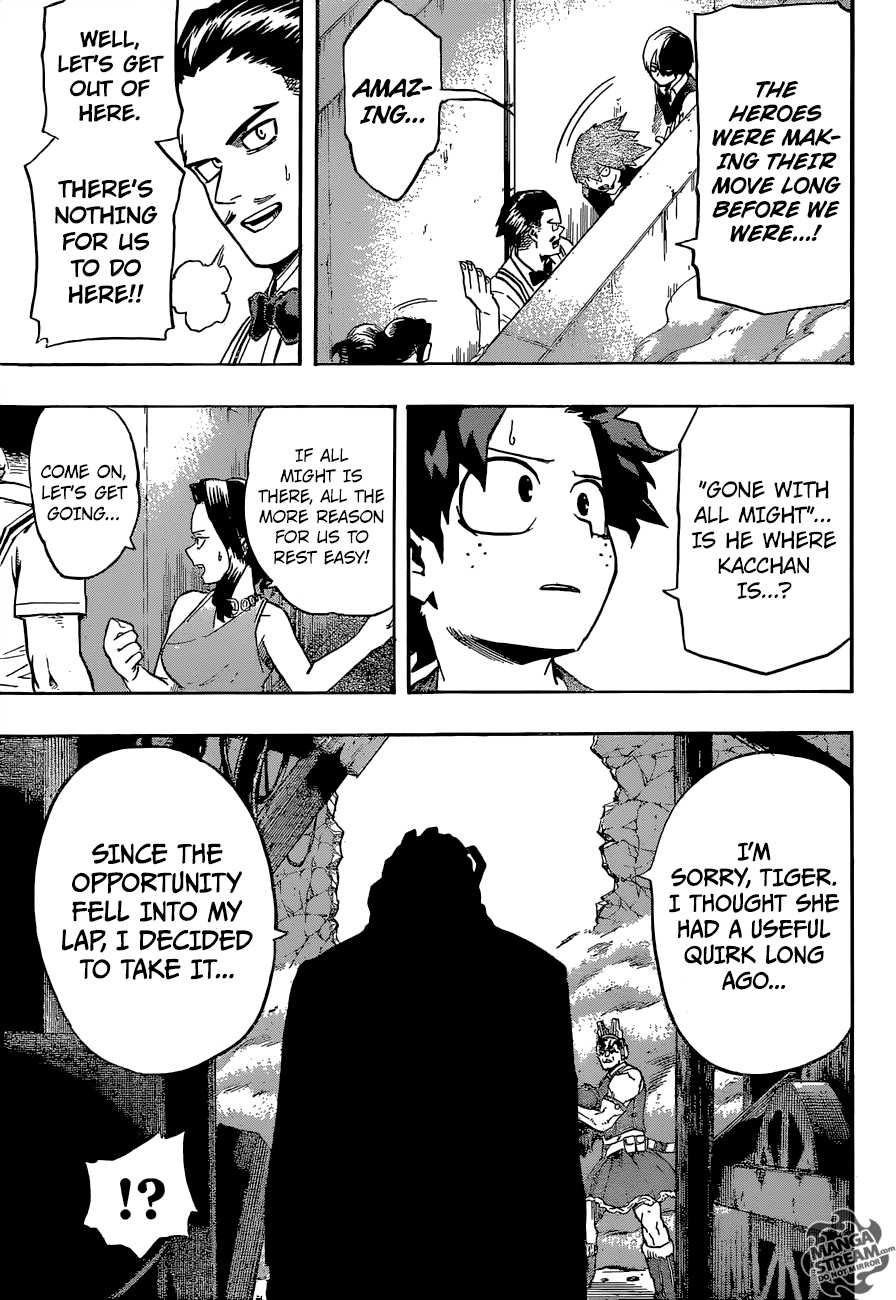 THE
HEROES
WERE MAK-
ING THEIR
MOVE LONG
BEFORE WE
WERE...!
AMAZ-
ING...
WELL,
LET'S GET
OUT OF
HERE.
THERE'S
NOTHING
FOR US
TO DO
HERE!!
"GONE WITH
ALL MIGHT"...
IS HE WHERE
KACCHAN
IS...?
IF ALL
MIGHT IS
THERE, ALL THE
MORE REASON
FOR US TO
REST EASY!
COME ON,
LET'S GET
GOING...
I'M
SORRY, TIGER.
I THOUGHT SHE
HAD A USEFUL
QUIRK LONG
AGO...
SINCE THE
OPPORTUNITY
FELL INTO MY
LAP, I DECIDED
TO TAKE IT...
!?
MANGA
STREAM.com
DO NOT MIRROR!